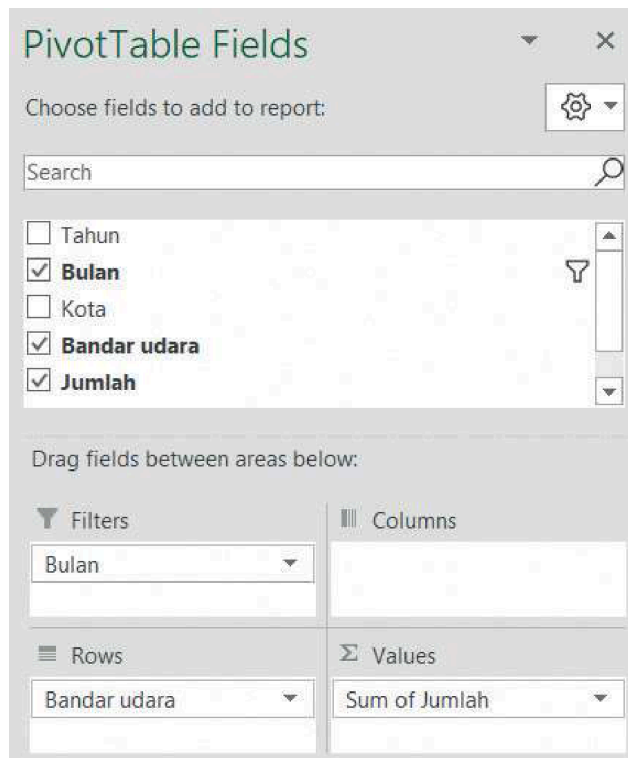 PivotTable Fields
Choose fields to add to report:
Search
Tahun
Bulan
Kota
Bandar udara
Jumlah
Drag fields between areas below:
Filters
Columns
Bulan
Rows
Σ Values
Bandar udara
Sum of Jumlah